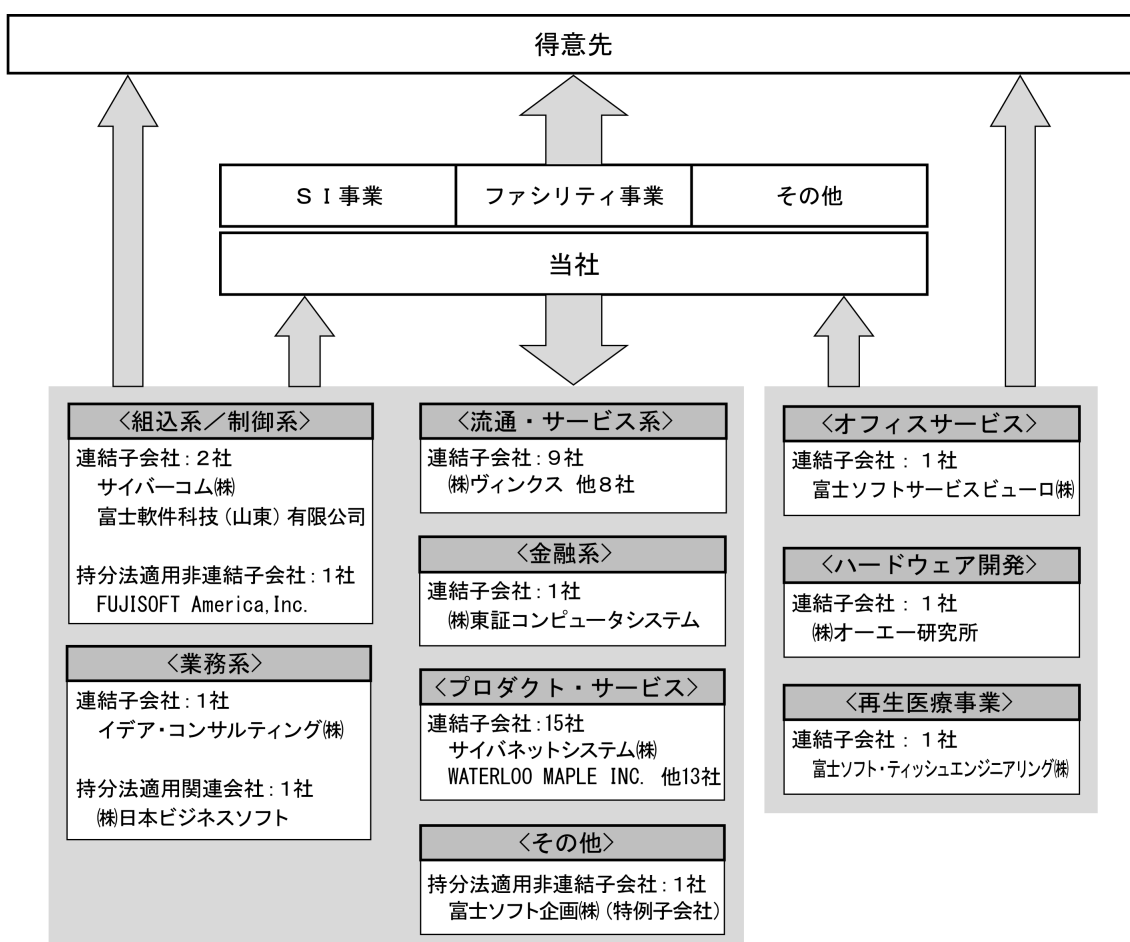 得意先
ＳＩ事業
ファシリティ事業
その他
当社
＜組込系／制御系＞
連結子会社：２社
サイバーコム㈱
富士軟件科技（山東）有限公司
持分法適用非連結子会社：１社
FUJISOFT America,Inc.
＜業務系＞
連結子会社：１社
イデア・コンサルティング㈱
持分法適用関連会社：１社
㈱日本ビジネスソフト
＜流通・サービス系＞
連結子会社：９社
㈱ヴィンクス 他８社
＜金融系＞
連結子会社：１社
㈱東証コンピュータシステム
＜プロダクト・サービス＞
連結子会社：15社
サイバネットシステム㈱
WATERLOO MAPLE INC. 他13社
＜その他＞
持分法適用非連結子会社：１社
富士ソフト企画㈱（特例子会社）
＜オフィスサービス＞
連結子会社：１社
富士ソフトサービスビューロ㈱
＜ハードウェア開発＞
連結子会社：１社
㈱オーエー研究所
＜再生医療事業＞
連結子会社：１社
富士ソフト・ティッシュエンジニアリング㈱